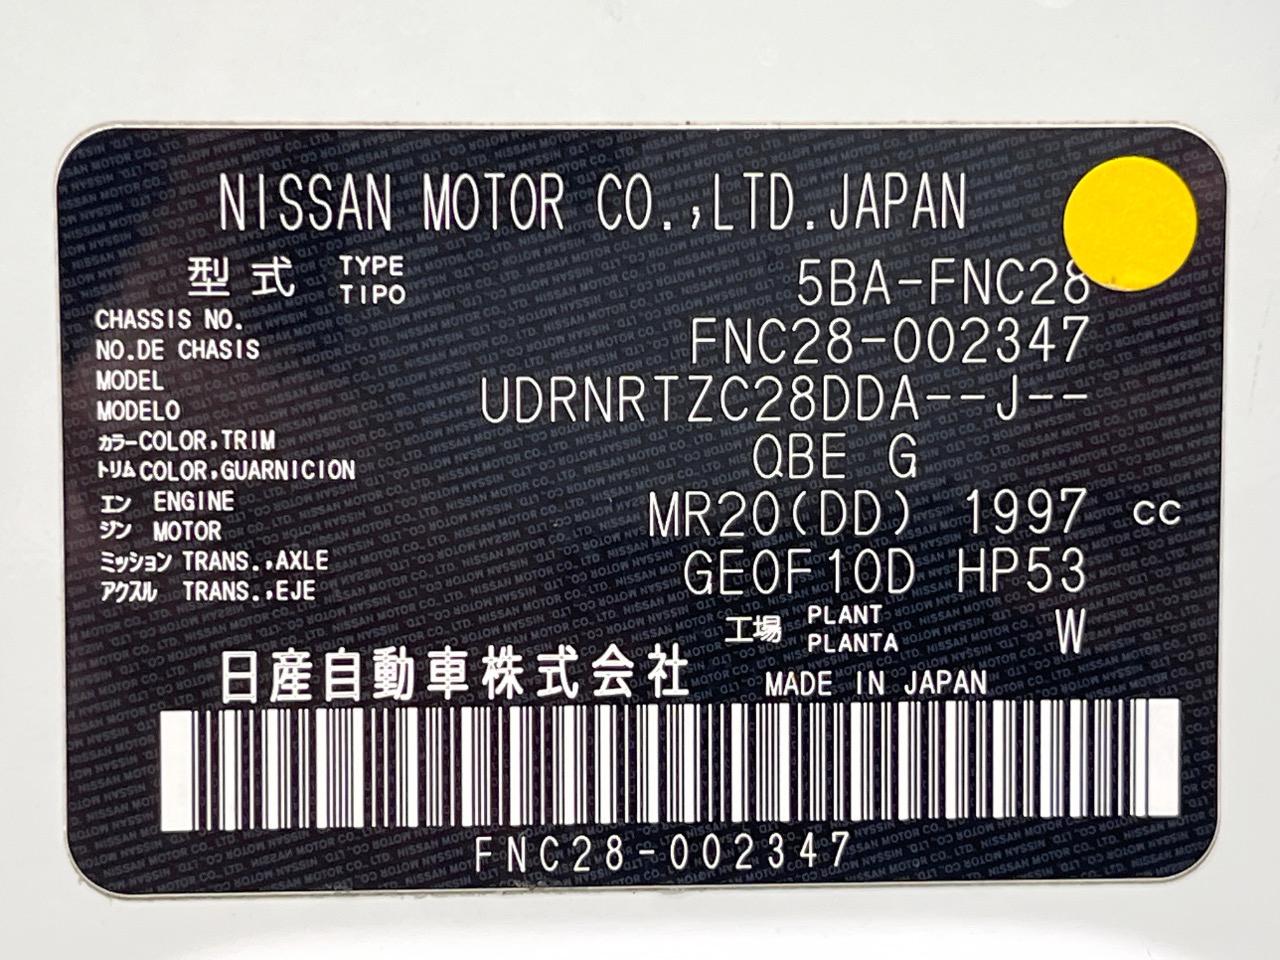 NISSAN MOTOR CO.,LTD.JAPAN
型式 TYPE TIPO 5BA-FNC28
CHASSIS NO. NO.DE CHASIS FNC28-002347
MODEL MODELO UDRNRTZC28DDA--J--
カラー COLOR,TRIM トリム COLOR,GUARNICION QBE G
エンジン ENGINE MOTOR MR20(DD) 1997 CC
ミッション TRANS.,AXLE アクスル TRANS.,EJE GE0F10D HP53
工場 PLANT PLANTA W
日産自動車株式会社 MADE IN JAPAN
FNC28-002347